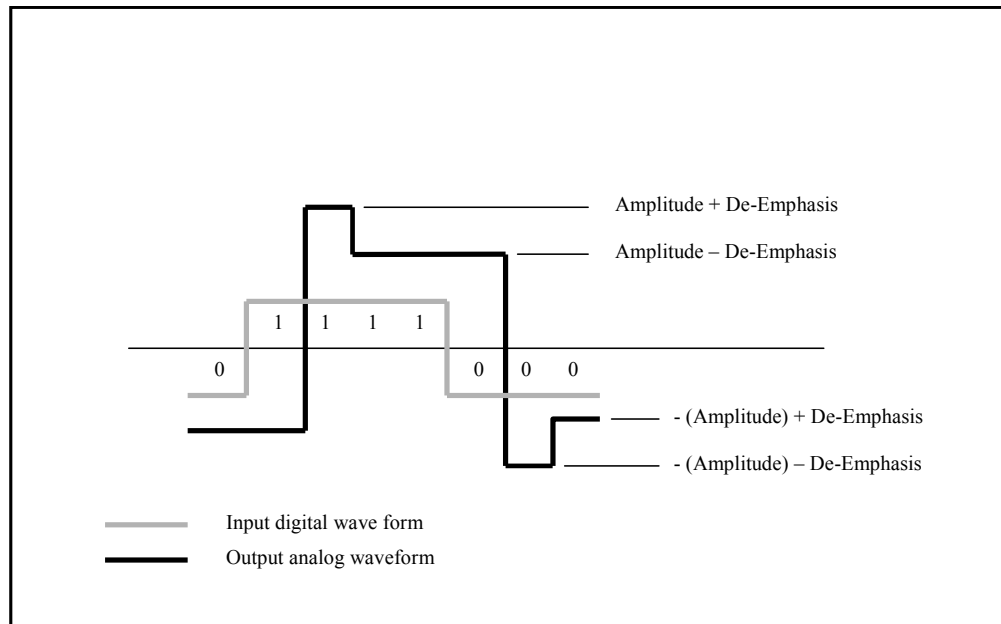 Amplitude + De-Emphasis
Amplitude – De-Emphasis
1 1 1 1
0 0 0 0
- (Amplitude) + De-Emphasis
- (Amplitude) – De-Emphasis
Input digital wave form
Output analog waveform